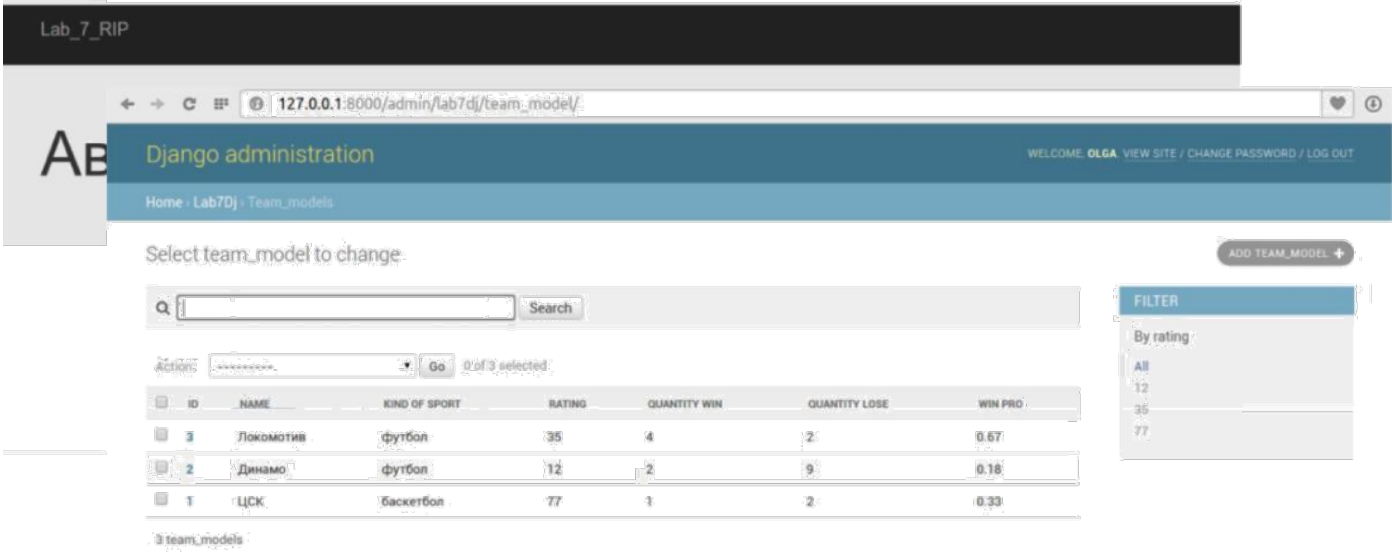 Lab_7_RIP
127.0.0.1:8000/admin/lab7dj/team_model/
Ав
Django administration
WELCOME, OLGA. VIEW SITE / CHANGE PASSWORD / LOG OUT
Home › Lab7Dj › Team_models
Select team_model to change
ADD TEAM_MODEL +
Search
FILTER
By rating
All
12
35
77
Action: --------- Go 0 of 3 selected
ID NAME KIND OF SPORT RATING QUANTITY WIN QUANTITY LOSE WIN PRO
3 Локомотив футбол 35 4 2 0.67
2 Динамо футбол 12 2 9 0.18
1 ЦСК баскетбол 77 1 2 0.33
3 team_models